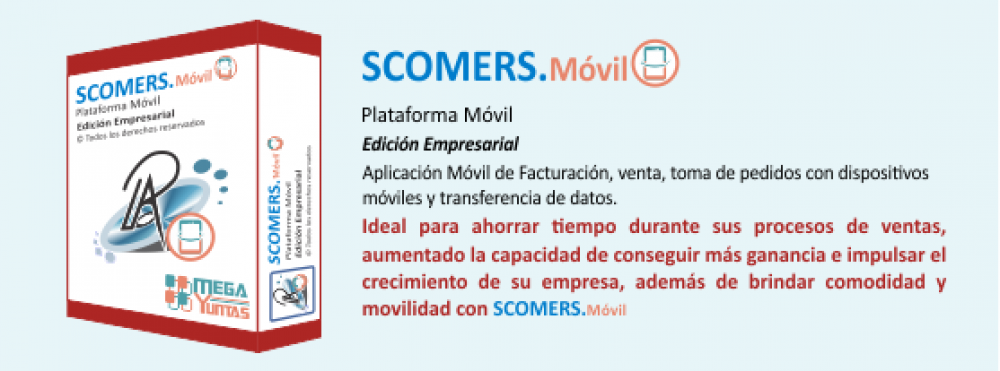 SCOMERS.Móvil
Plataforma Móvil
Edición Empresarial
© Todos los derechos reservados
MEGA
YUNTAS
SCOMERS.Móvil
Plataforma Móvil
Edición Empresarial
© Todos los derechos reservados
SCOMERS.Móvil
Plataforma Móvil
Edición Empresarial
Aplicación Móvil de Facturación, venta, toma de pedidos con dispositivos
móviles y transferencia de datos.
Ideal para ahorrar tiempo durante sus procesos de ventas,
aumentado la capacidad de conseguir más ganancia e impulsar el
crecimiento de su empresa, además de brindar comodidad y
movilidad con SCOMERS.Móvil